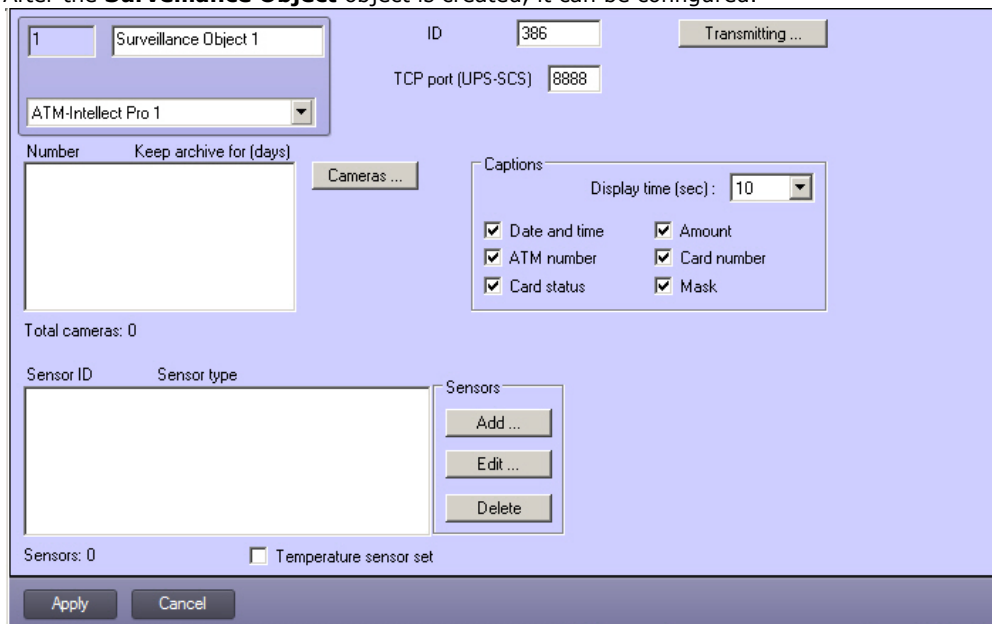 After the Surveillance Object object is created, it can be configured.
1 Surveillance Object 1 ID 386 Transmitting ...
TCP port (UPS-SCS) 8888
ATM-Intellect Pro 1
Number Keep archive for (days)
Cameras ...
Captions
Display time (sec) : 10
Date and time Amount
ATM number Card number
Card status Mask
Total cameras: 0
Sensor ID Sensor type
Sensors
Add ...
Edit ...
Delete
Sensors: 0 Temperature sensor set
Apply Cancel